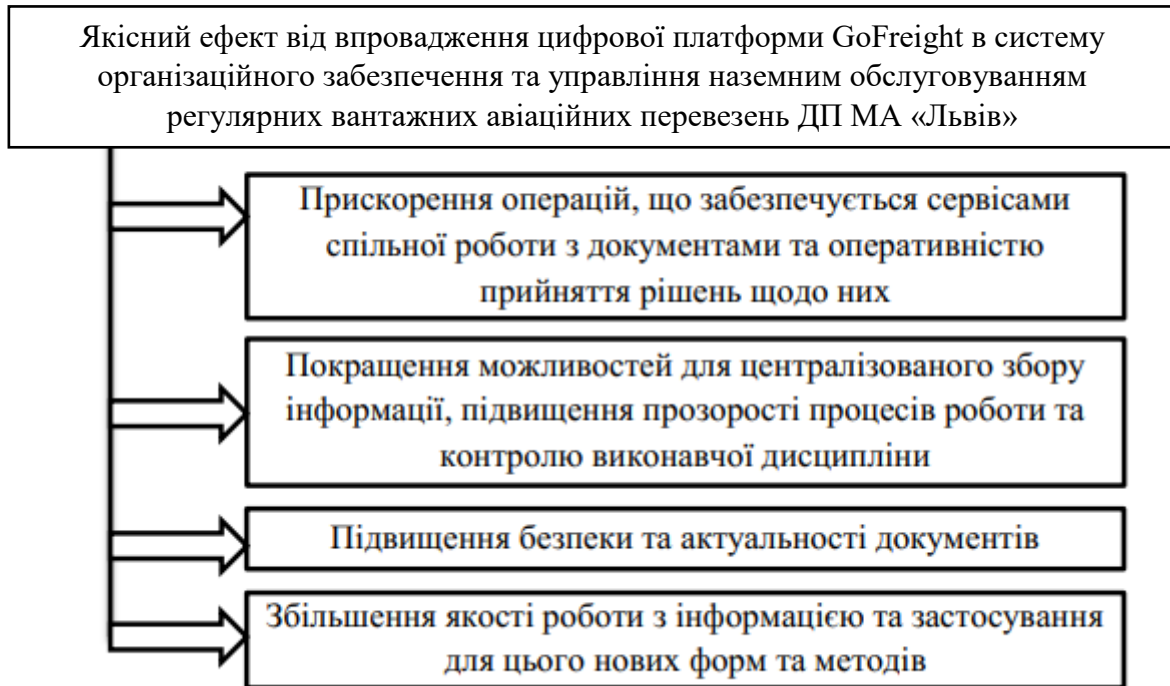 Якісний ефект від впровадження цифрової платформи GoFreight в систему
організаційного забезпечення та управління наземним обслуговуванням
регулярних вантажних авіаційних перевезень ДП МА «Львів»
Прискорення операцій, що забезпечується сервісами
спільної роботи з документами та оперативністю
прийняття рішень щодо них
Покращення можливостей для централізованого збору
інформації, підвищення прозорості процесів роботи та
контролю виконавчої дисципліни
Підвищення безпеки та актуальності документів
Збільшення якості роботи з інформацією та застосування
для цього нових форм та методів